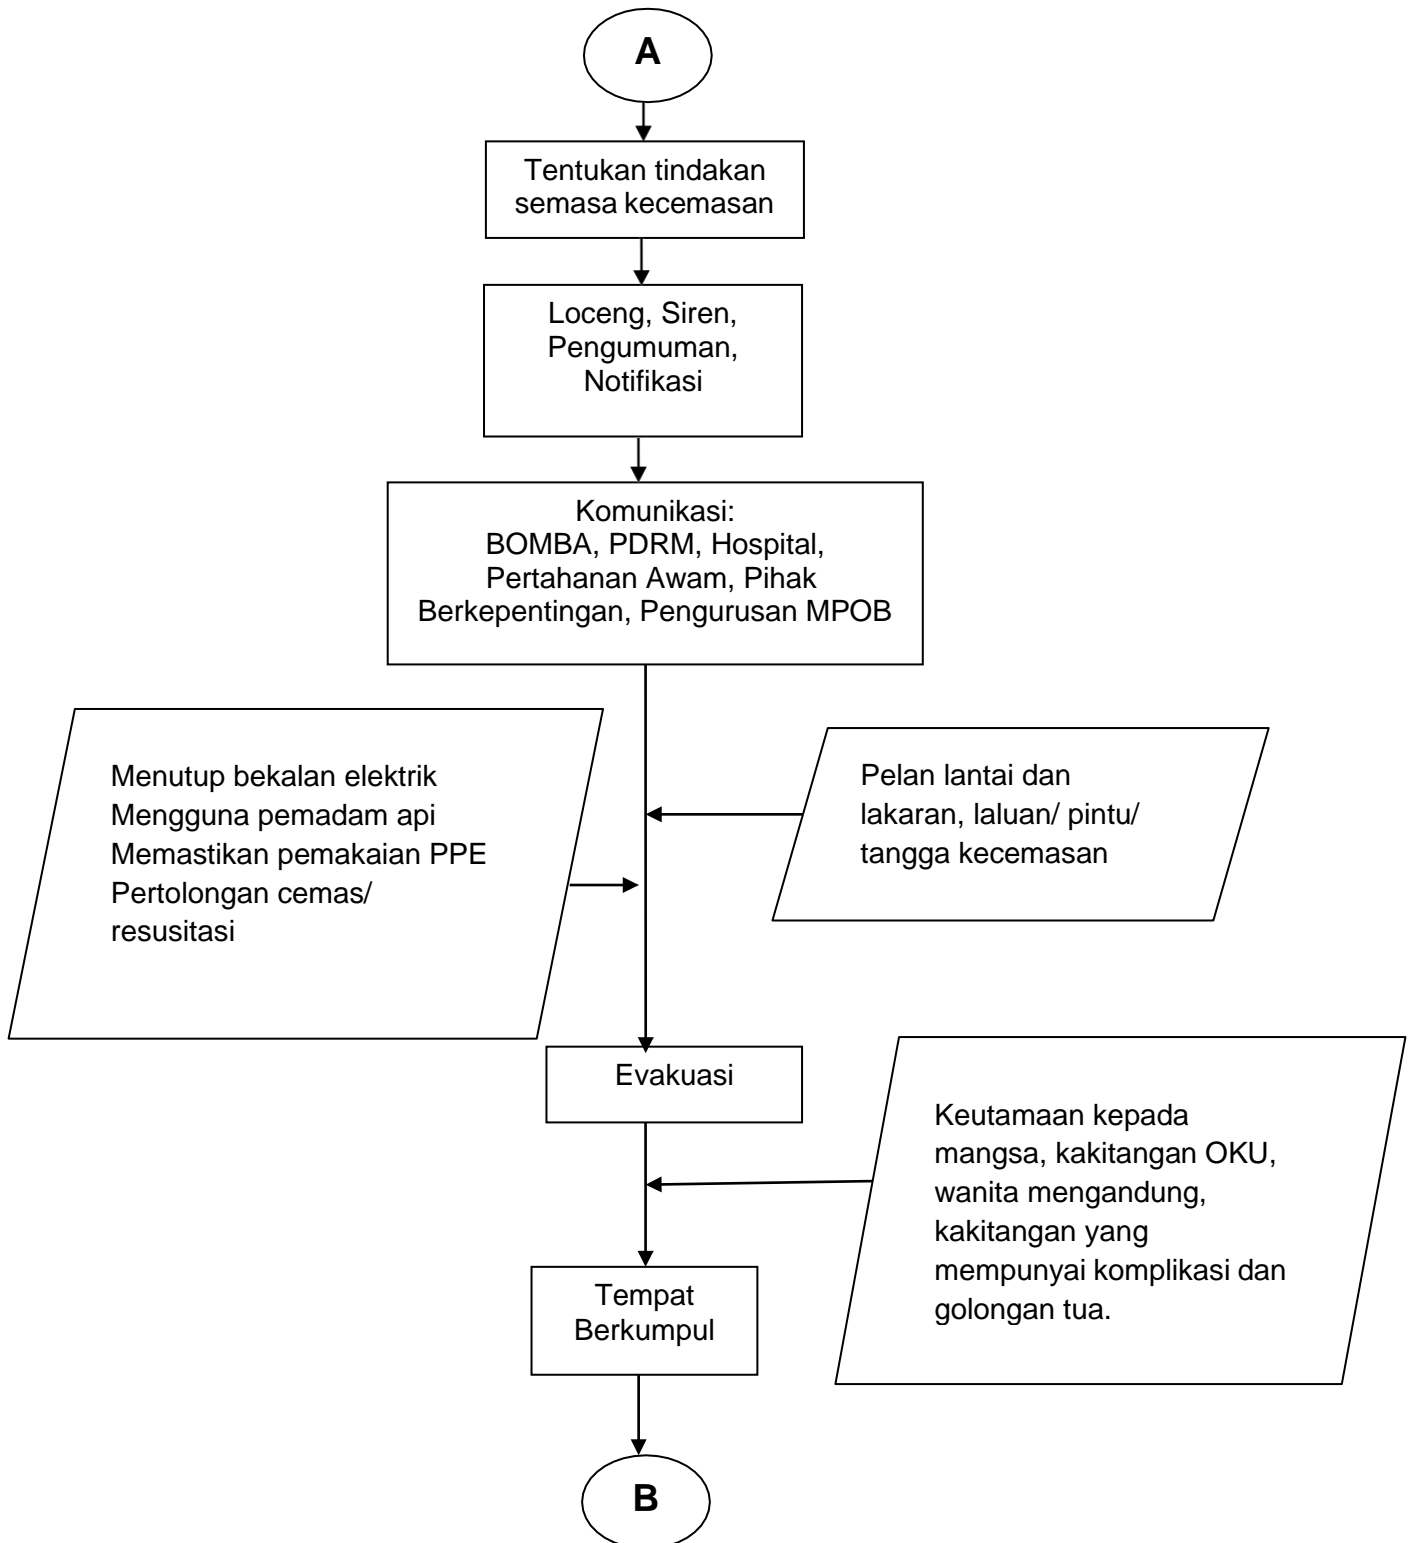 A
Tentukan tindakan
semasa kecemasan
Loceng, Siren,
Pengumuman,
Notifikasi
Komunikasi:
BOMBA, PDRM, Hospital,
Pertahanan Awam, Pihak
Berkepentingan, Pengurusan MPOB
Menutup bekalan elektrik
Mengguna pemadam api
Memastikan pemakaian PPE
Pertolongan cemas/
resusitasi
Pelan lantai dan
lakaran, laluan/ pintu/
tangga kecemasan
Evakuasi
Keutamaan kepada
mangsa, kakitangan OKU,
wanita mengandung,
kakitangan yang
mempunyai komplikasi dan
golongan tua.
Tempat
Berkumpul
B